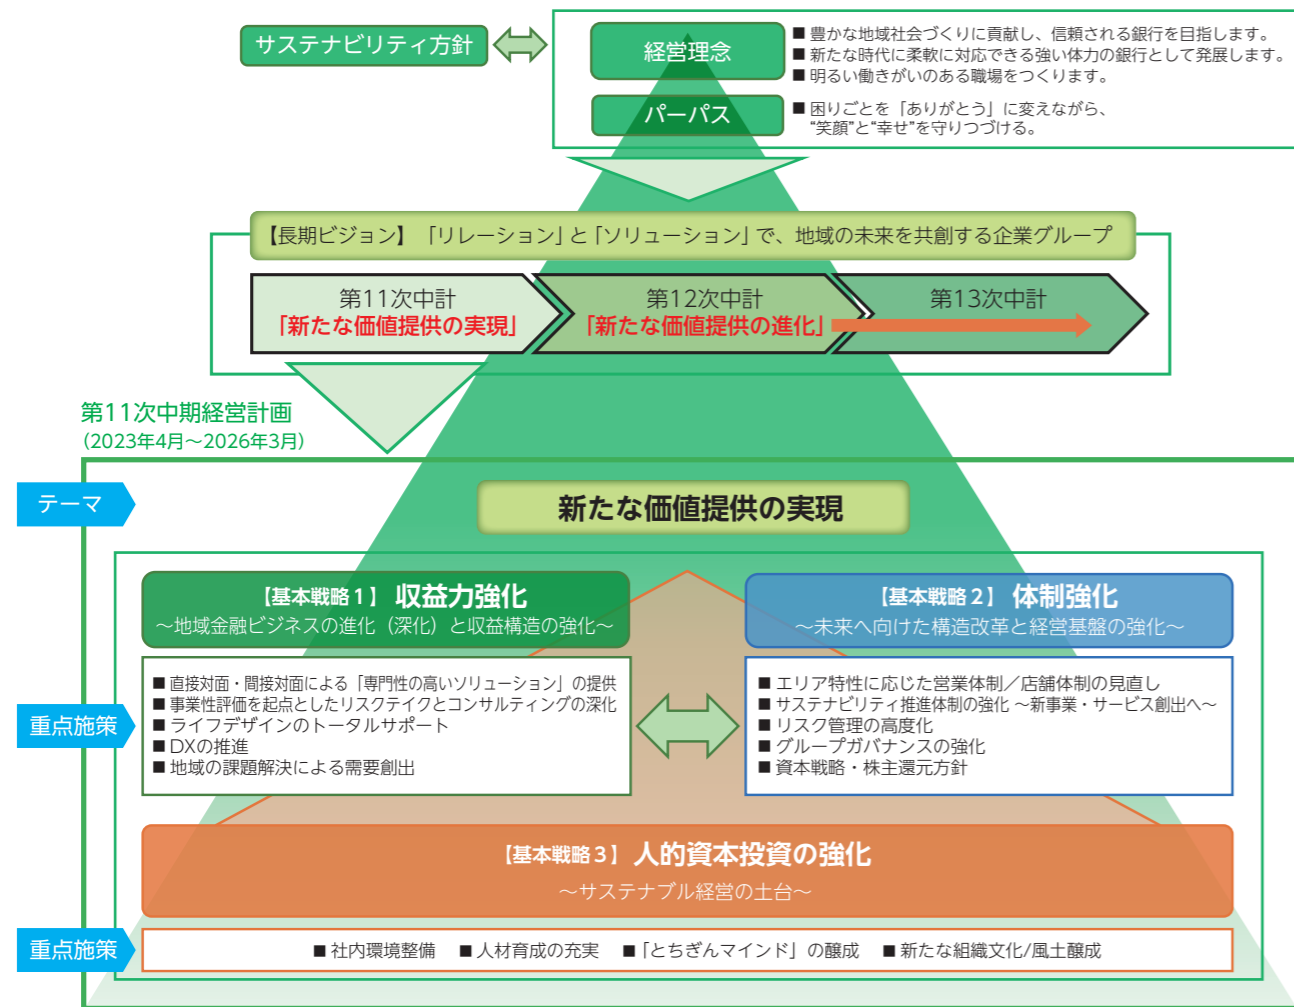 サステナビリティ方針
経営理念
■ 豊かな地域社会づくりに貢献し、信頼される銀行を目指します。
■ 新たな時代に柔軟に対応できる強い体力の銀行として発展します。
■ 明るい働きがいのある職場をつくります。
パーパス
■ 困りごとを「ありがとう」に変えながら、
“笑顔”と“幸せ”を守りつづける。
【長期ビジョン】「リレーション」と「ソリューション」で、地域の未来を共創する企業グループ
第11次中計
「新たな価値提供の実現」
第12次中計
「新たな価値提供の進化」
第13次中計
第11次中期経営計画
(2023年4月～2026年3月)
テーマ
新たな価値提供の実現
【基本戦略1】 収益力強化
～地域金融ビジネスの進化（深化）と収益構造の強化～
【基本戦略2】 体制強化
～未来へ向けた構造改革と経営基盤の強化～
重点施策
■ 直接対面・間接対面による「専門性の高いソリューション」の提供
■ 事業性評価を起点としたリスクテイクとコンサルティングの深化
■ ライフデザインのトータルサポート
■ DXの推進
■ 地域の課題解決による需要創出
■ エリア特性に応じた営業体制／店舗体制の見直し
■ サステナビリティ推進体制の強化 ～新事業・サービス創出へ～
■ リスク管理の高度化
■ グループガバナンスの強化
■ 資本戦略・株主還元方針
【基本戦略3】 人的資本投資の強化
～サステナブル経営の土台～
重点施策
■ 社内環境整備 ■ 人材育成の充実 ■「とちぎんマインド」の醸成 ■ 新たな組織文化/風土醸成